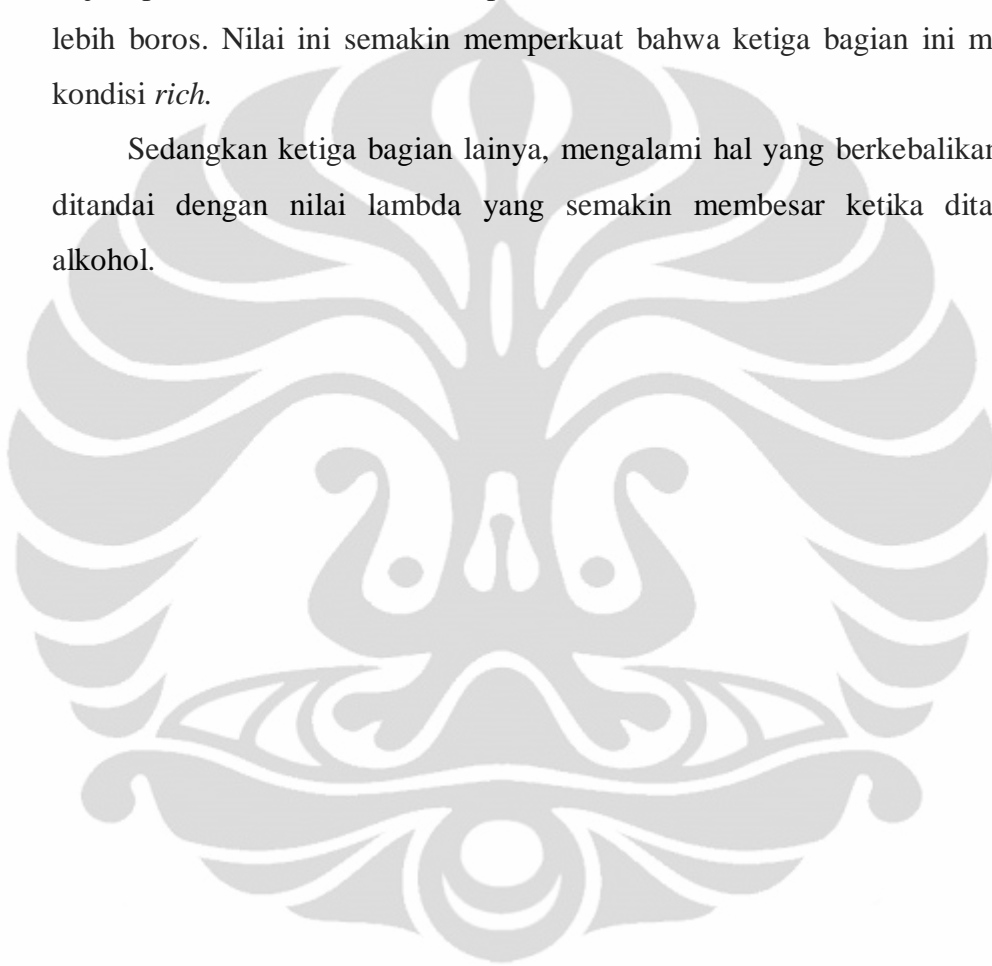 lebih boros. Nilai ini semakin memperkuat bahwa ketiga bagian ini
kondisi rich.
Sedangkan ketiga bagian lainya, mengalami hal yang berkebalikan
ditandai dengan nilai lambda yang semakin membesar ketika
alkohol.